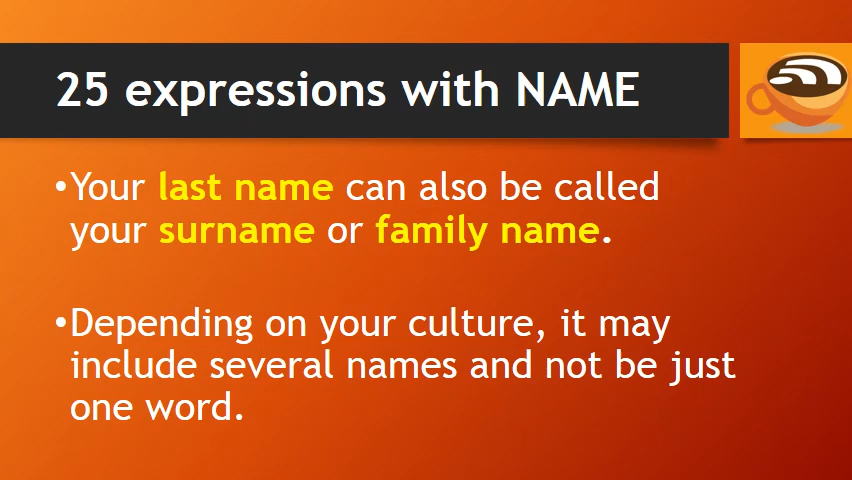 25 expressions with NAME
•Your last name can also be called
your surname or family name.
•Depending on your culture, it may
include several names and not be just
one word.